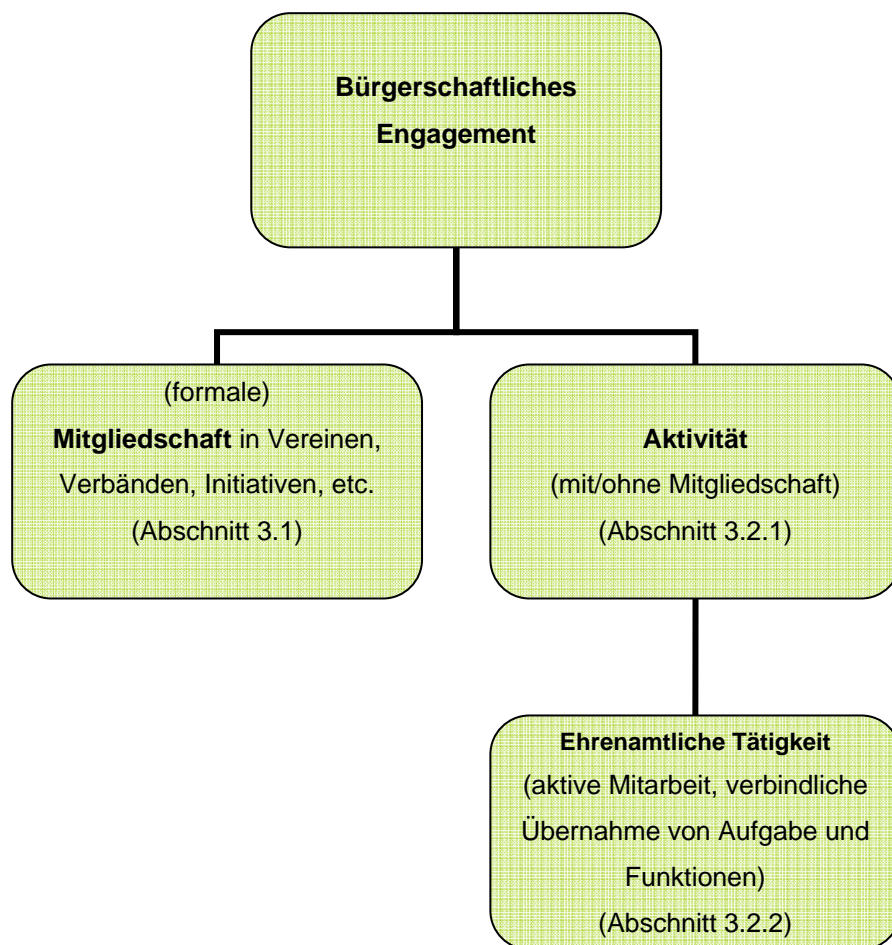 Bürgerschaftliches
Engagement
(formale)
Mitgliedschaft in Vereinen,
Verbänden, Initiativen, etc.
(Abschnitt 3.1)
Aktivität
(mit/ohne Mitgliedschaft)
(Abschnitt 3.2.1)
Ehrenamtliche Tätigkeit
(aktive Mitarbeit, verbindliche
Übernahme von Aufgabe und
Funktionen)
(Abschnitt 3.2.2)